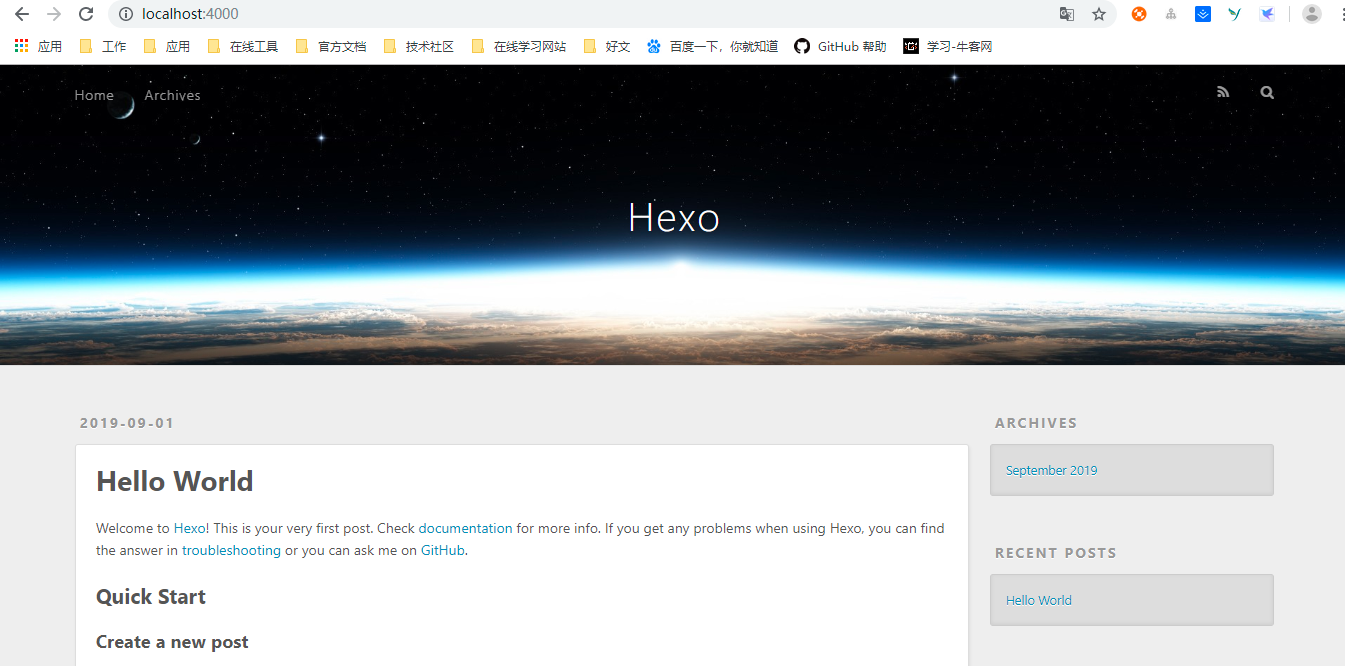 localhost:4000
应用 工作 应用 在线工具 官方文档 技术社区 在线学习网站 好文 百度一下，你就知道 GitHub 帮助 学习-牛客网
Home Archives
Hexo
2019-09-01
Hello World
Welcome to Hexo! This is your very first post. Check documentation for more info. If you get any problems when using Hexo, you can find
the answer in troubleshooting or you can ask me on GitHub.
Quick Start
Create a new post
ARCHIVES
September 2019
RECENT POSTS
Hello World